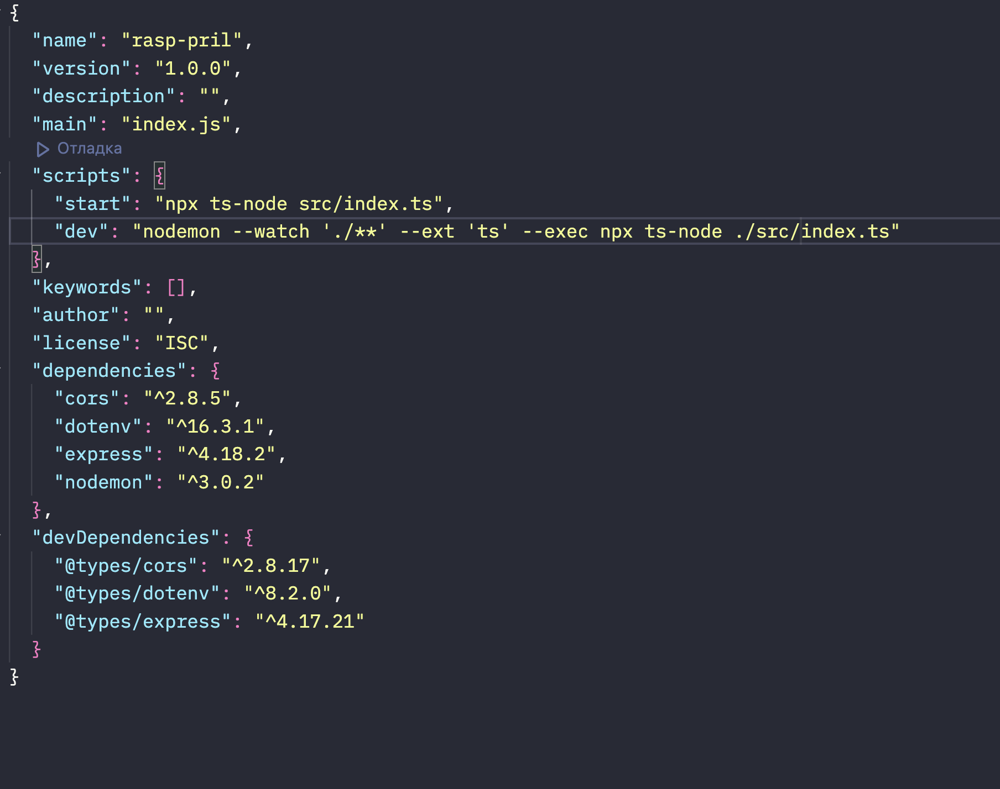 {
"name": "rasp-pril",
"version": "1.0.0",
"description": "",
"main": "index.js",
Отладка
"scripts": {
"start": "npx ts-node src/index.ts",
"dev": "nodemon --watch './**' --ext 'ts' --exec npx ts-node ./src/index.ts"
},
"keywords": [],
"author": "",
"license": "ISC",
"dependencies": {
"cors": "^2.8.5",
"dotenv": "^16.3.1",
"express": "^4.18.2",
"nodemon": "^3.0.2"
},
"devDependencies": {
"@types/cors": "^2.8.17",
"@types/dotenv": "^8.2.0",
"@types/express": "^4.17.21"
}
}